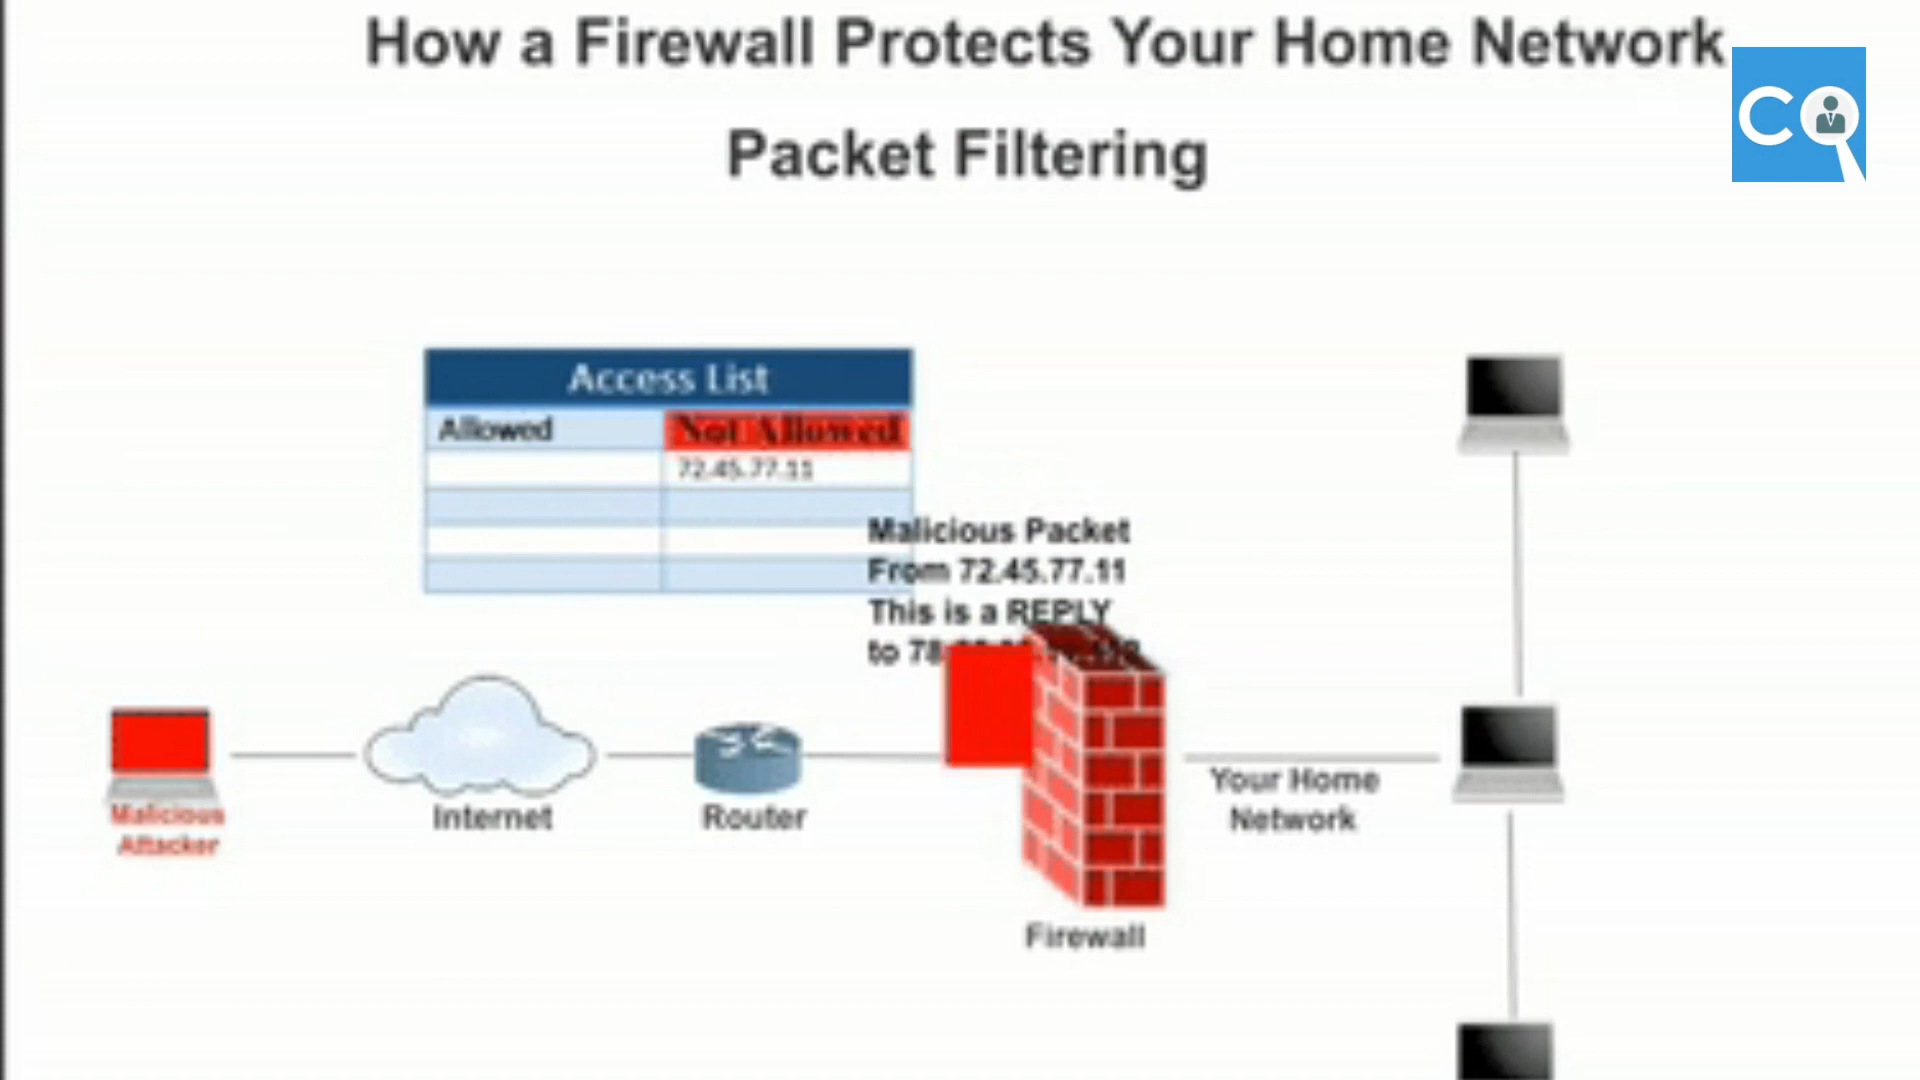 How a Firewall Protects Your Home Network
CQ
Packet Filtering
Access List
Allowed Not Allowed
72.45.77.11
Malicious Packet
From 72.45.77.11
This is a REPLY
to 78
Malicious
Attacker
Internet
Router
Your Home
Network
Firewall